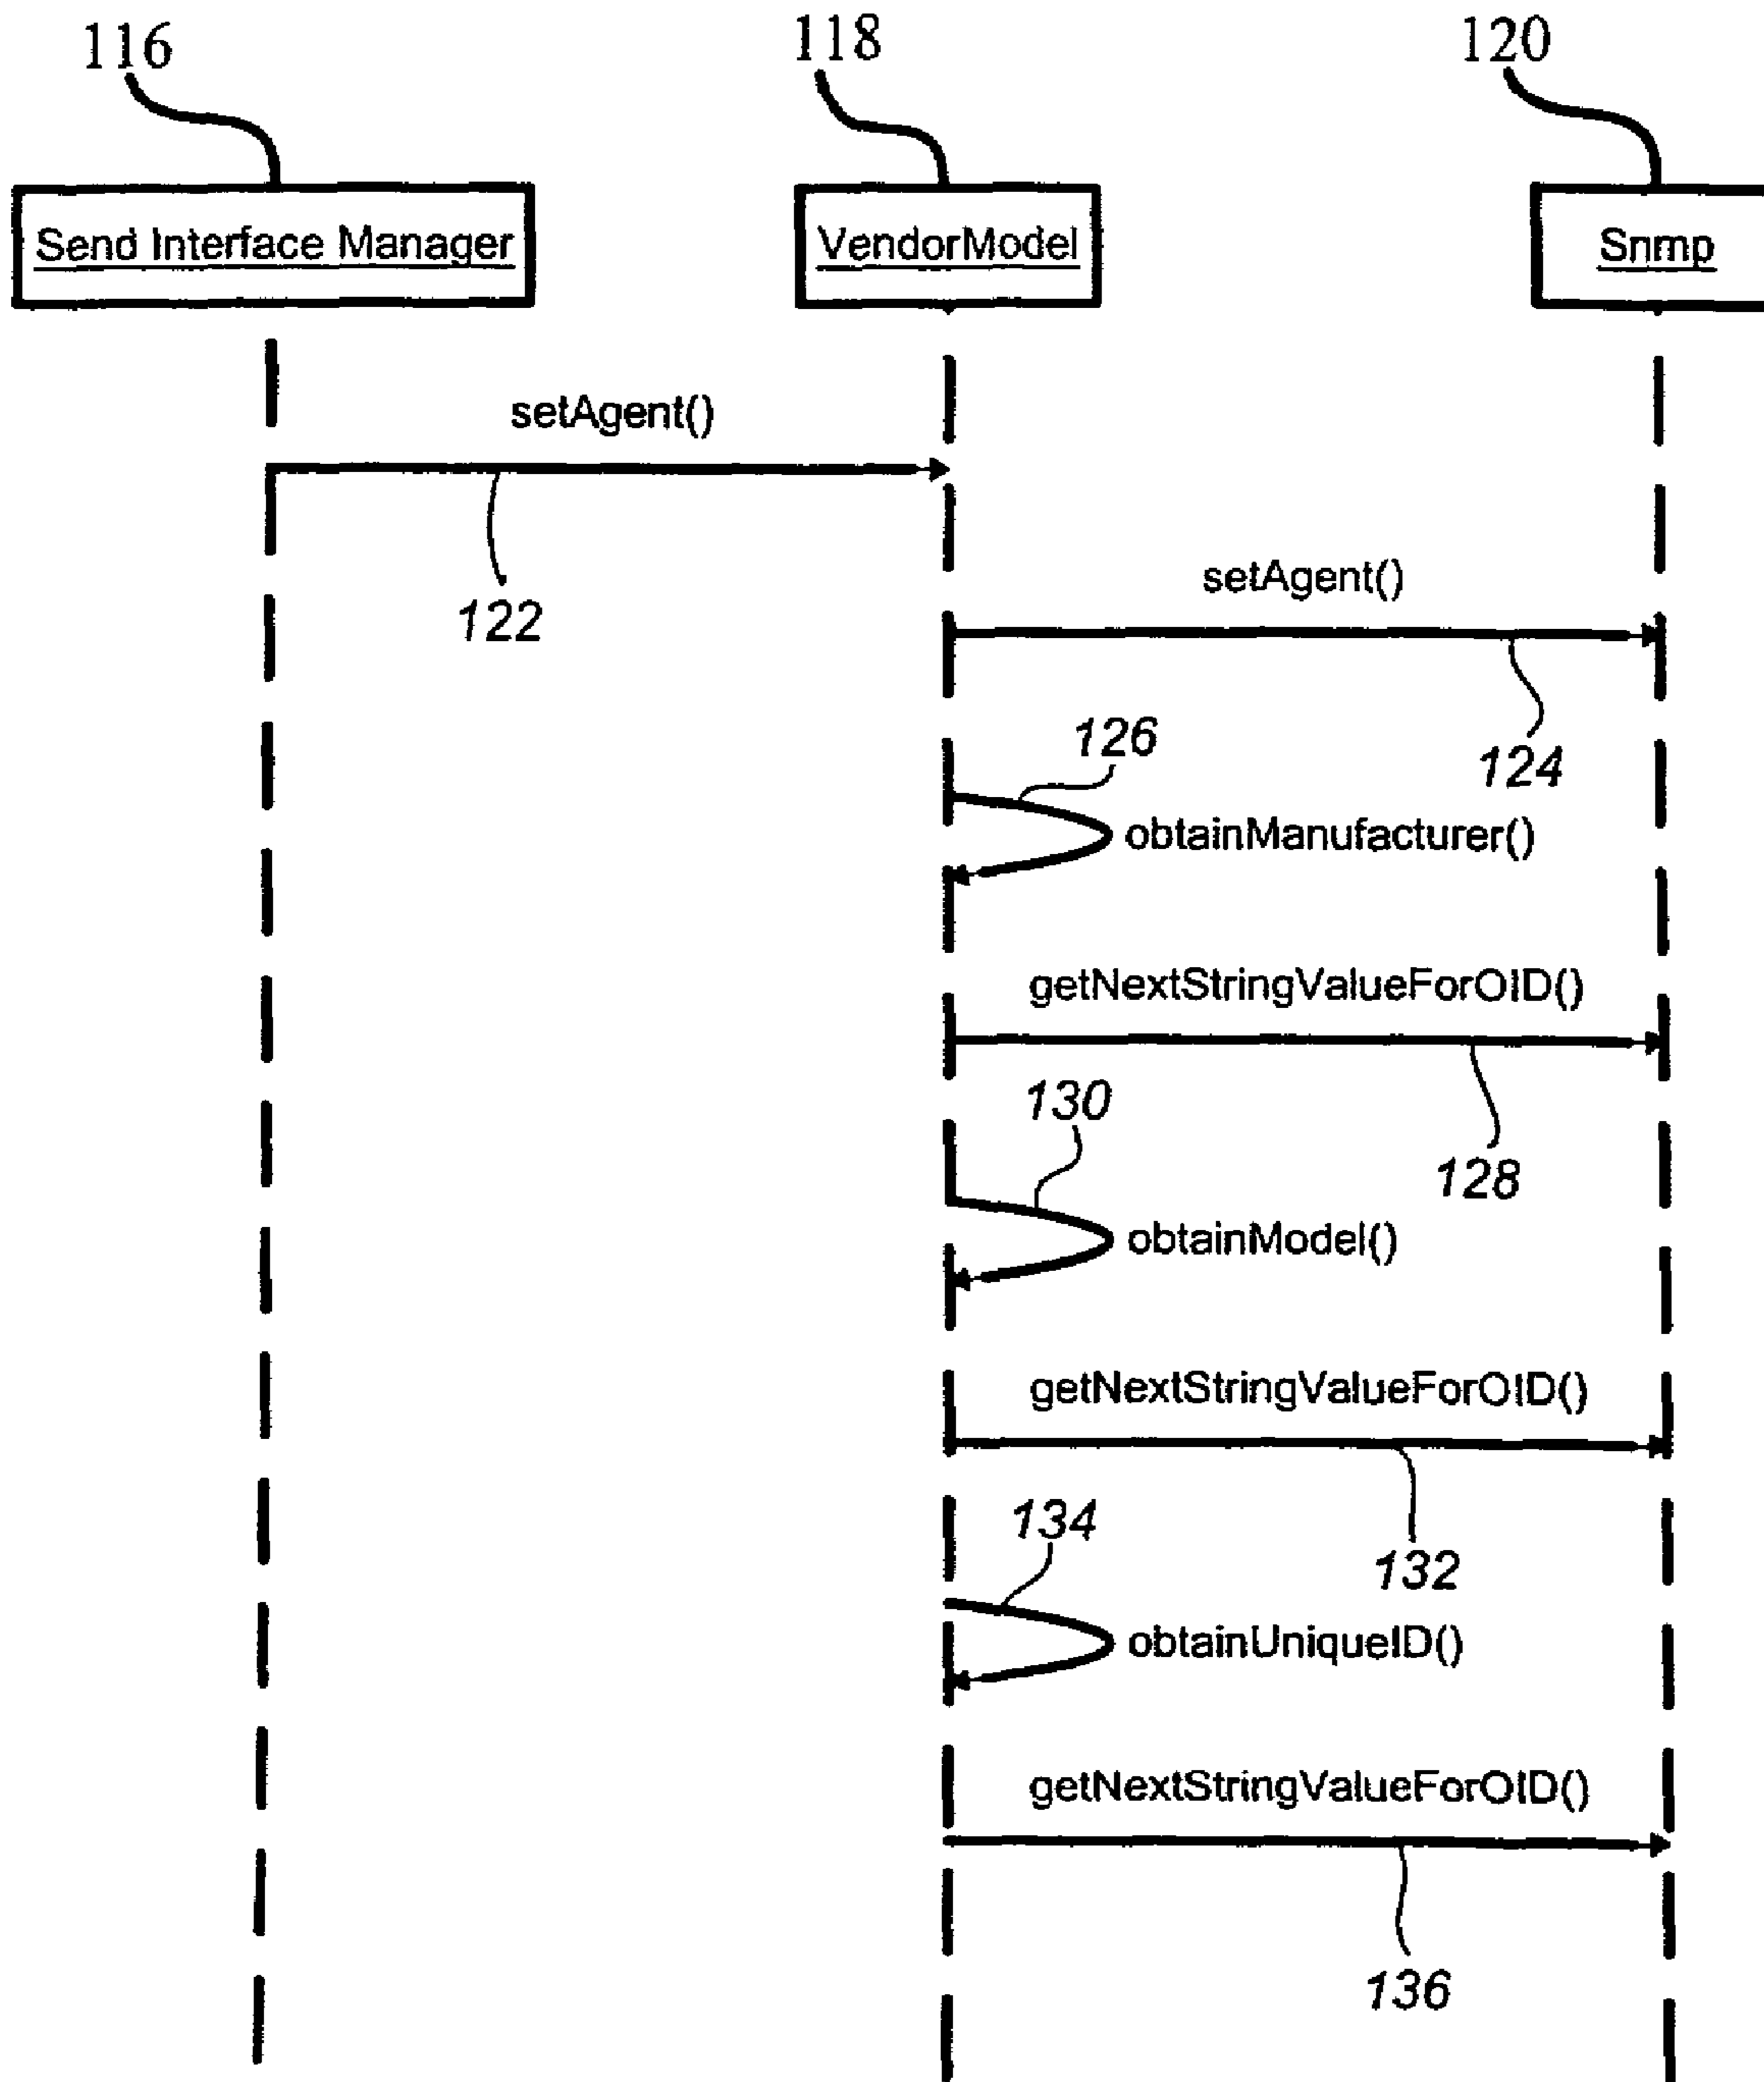 116
118
120
Send Interface Manager
VendorModel
Snmp
setAgent()
122
setAgent()
124
126
obtainManufacturer()
getNextStringValueForOID()
128
130
obtainModel()
getNextStringValueForOID()
132
134
obtainUniqueID()
getNextStringValueForOID()
136